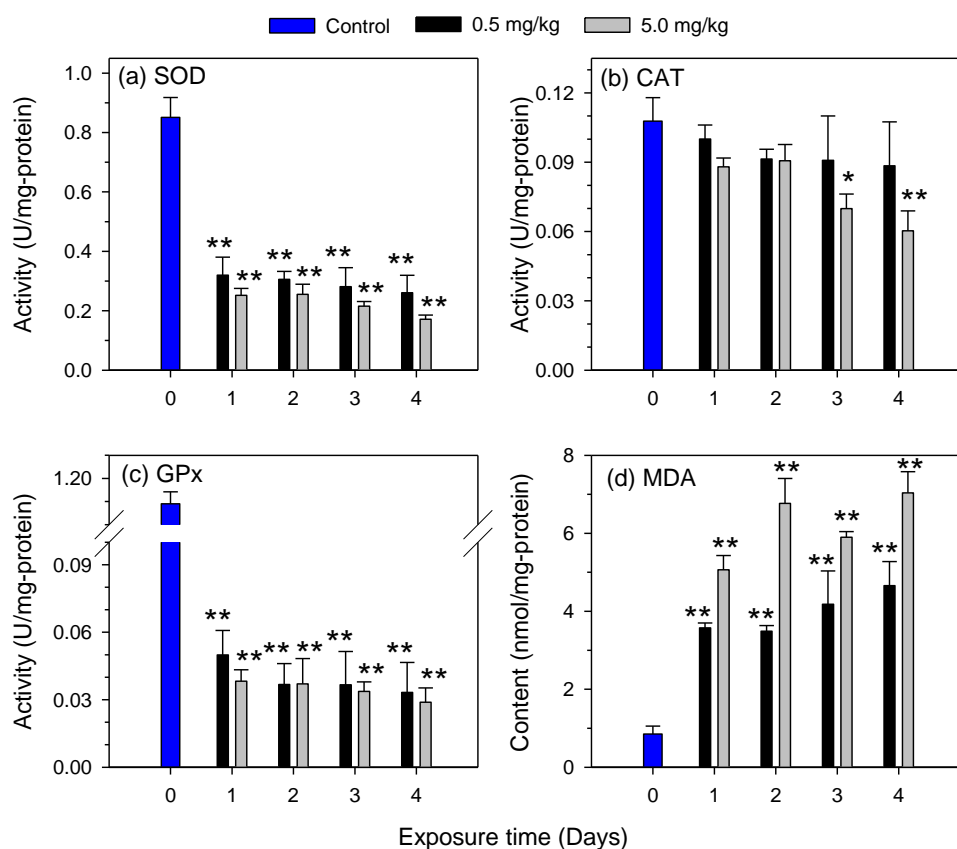 Control 0.5 mg/kg 5.0 mg/kg
(a) SOD
Activity (U/mg-protein)
1.0
0.8
0.6
0.4
0.2
0.0
** ** ** ** ** ** ** **
0 1 2 3 4
(b) CAT
Activity (U/mg-protein)
0.12
0.09
0.06
0.03
0.00
* **
0 1 2 3 4
(c) GPx
Activity (U/mg-protein)
1.20
0.09
0.06
0.03
0.00
** ** ** ** ** ** ** **
0 1 2 3 4
(d) MDA
Content (nmol/mg-protein)
8
6
4
2
0
** ** ** ** ** ** ** **
0 1 2 3 4
Exposure time (Days)